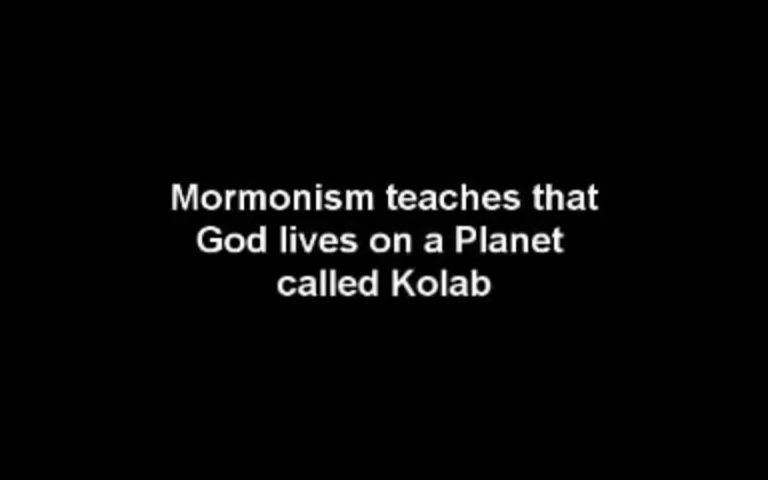 Mormonism teaches that
God lives on a Planet
called Kolab